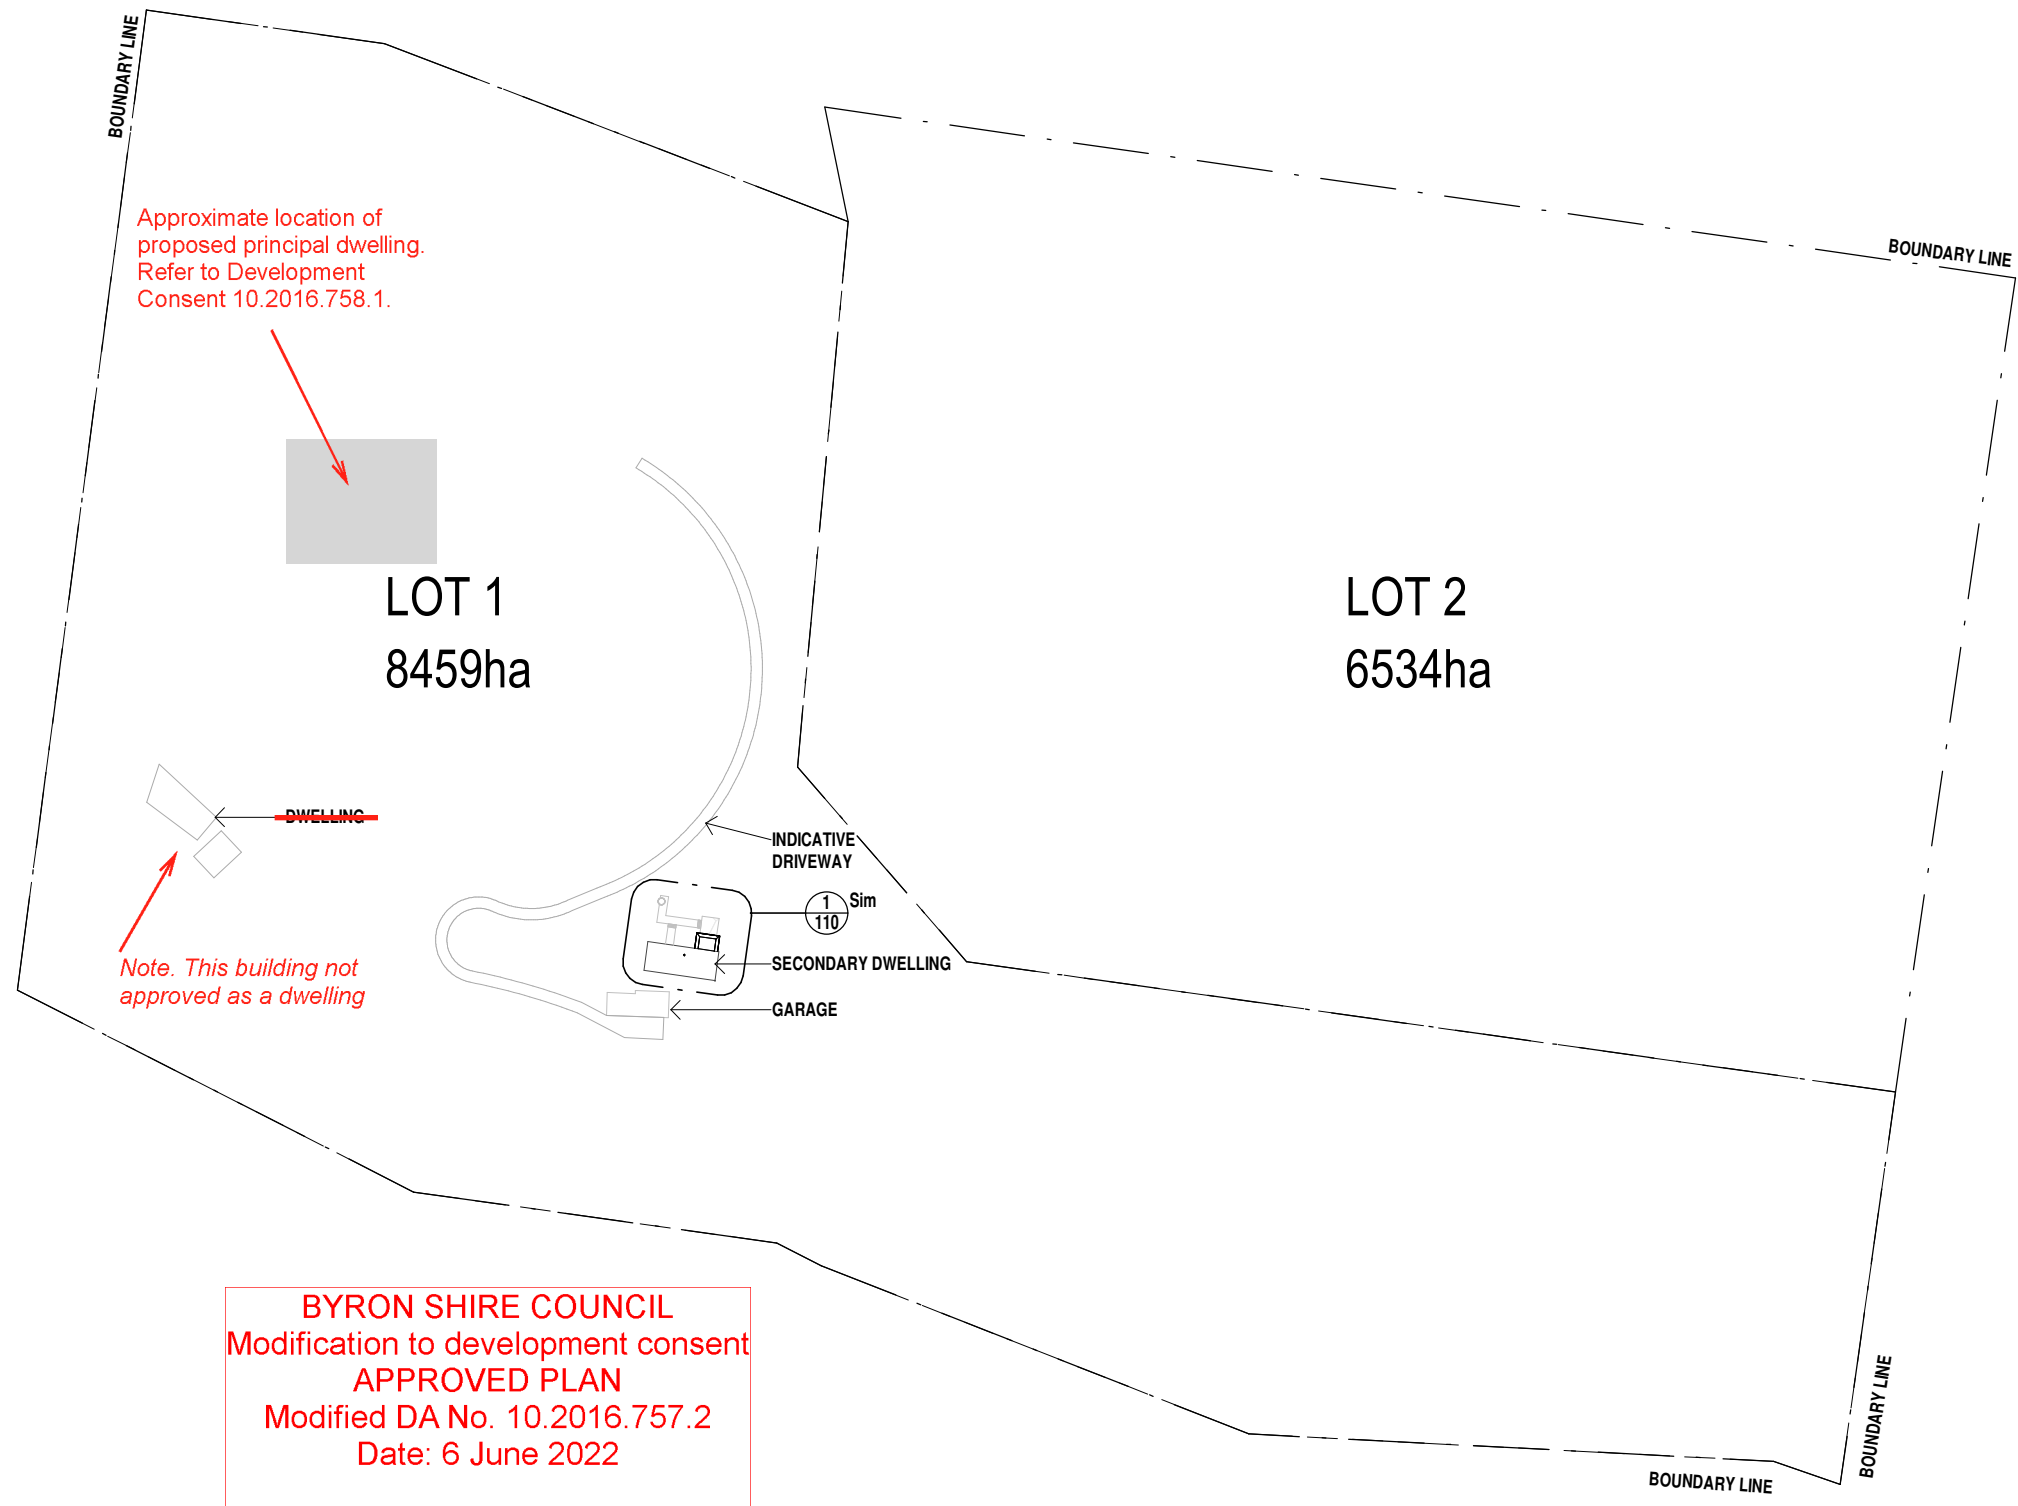 BOUNDARY LINE
Approximate location of
proposed principal dwelling.
Refer to Development
Consent 10.2016.758.1.
BOUNDARY LINE
LOT 1
8459ha
LOT 2
6534ha
DWELLING
INDICATIVE
DRIVEWAY
1
110
Sim
SECONDARY DWELLING
GARAGE
Note. This building not
approved as a dwelling
BYRON SHIRE COUNCIL
Modification to development consent
APPROVED PLAN
Modified DA No. 10.2016.757.2
Date: 6 June 2022
BOUNDARY LINE
BOUNDARY LINE